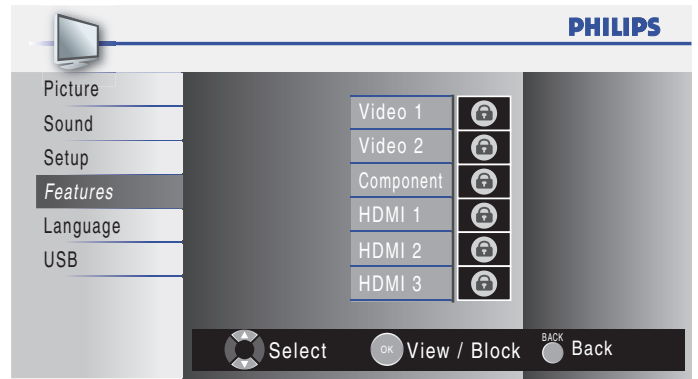 PHILIPS
Picture
Sound
Setup
Features
Language
USB
Video 1
Video 2
Component
HDMI 1
HDMI 2
HDMI 3
Select
OK View / Block
BACK Back